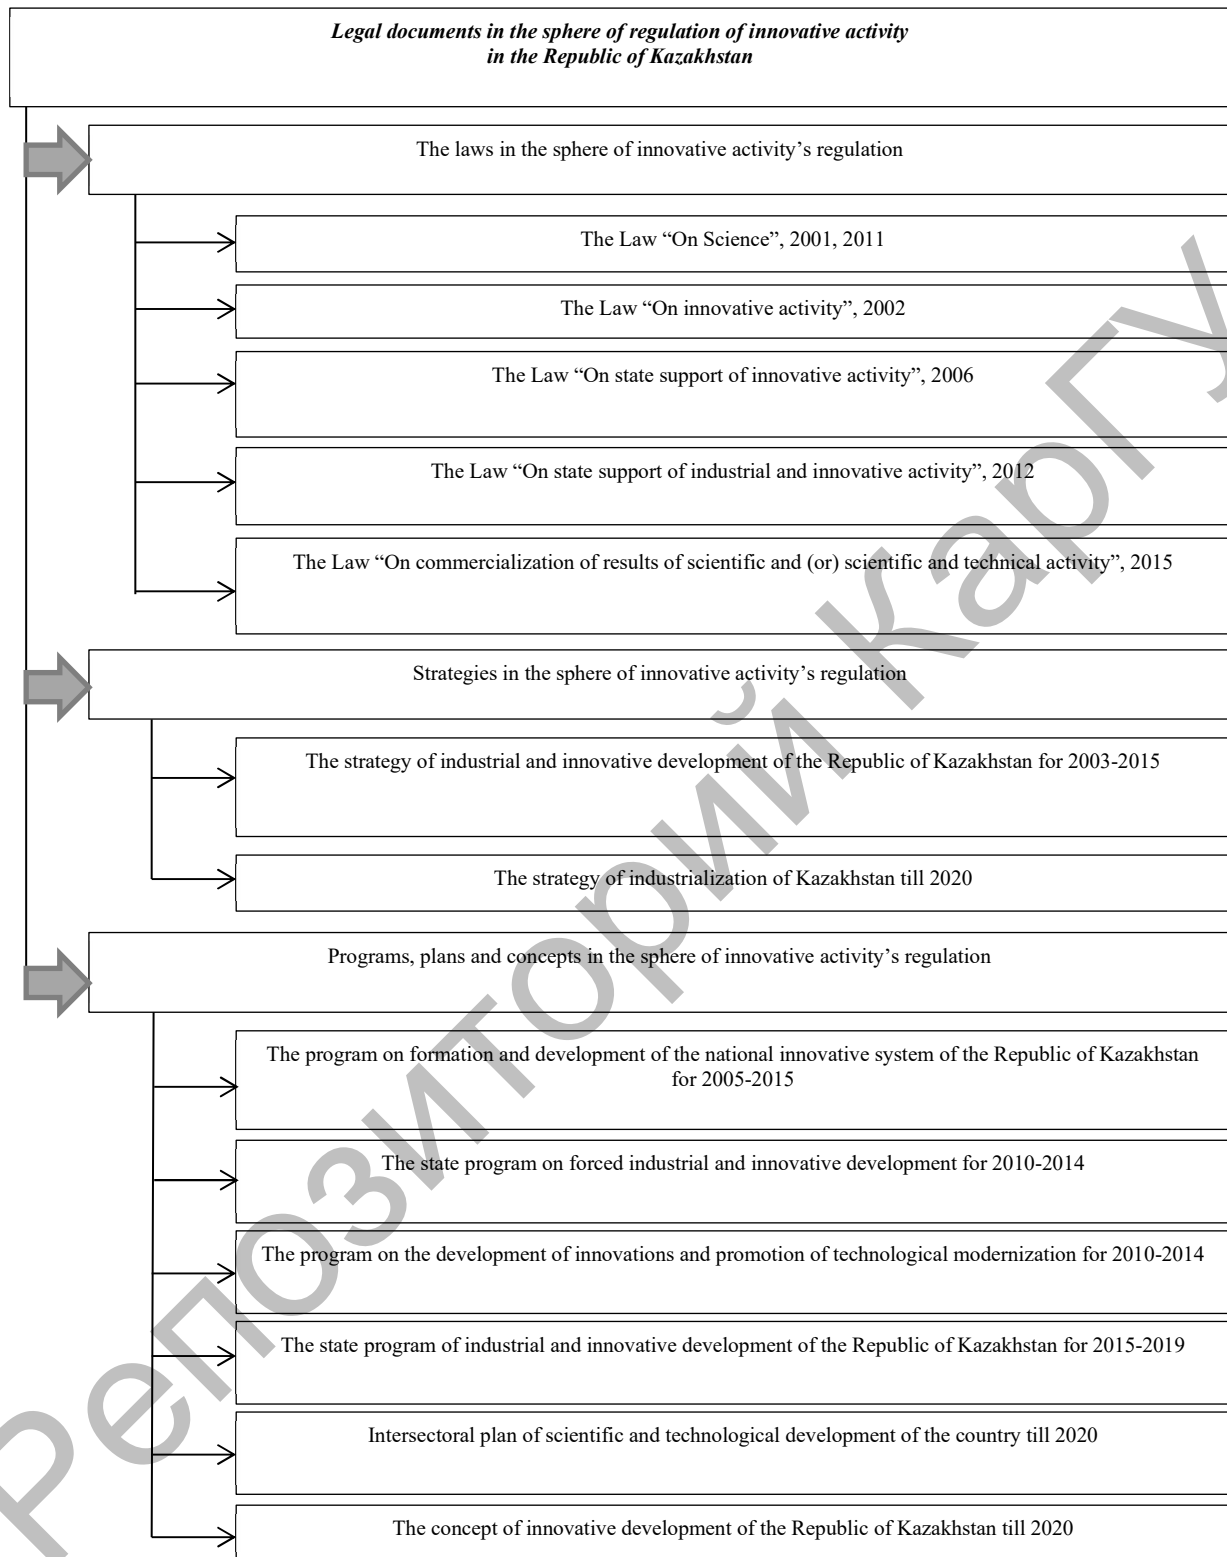 Legal documents in the sphere of regulation of innovative activity
in the Republic of Kazakhstan
The laws in the sphere of innovative activity’s regulation
The Law “On Science”, 2001, 2011
The Law “On innovative activity”, 2002
The Law “On state support of innovative activity”, 2006
The Law “On state support of industrial and innovative activity”, 2012
The Law “On commercialization of results of scientific and (or) scientific and technical activity”, 2015
Strategies in the sphere of innovative activity’s regulation
The strategy of industrial and innovative development of the Republic of Kazakhstan for 2003-2015
The strategy of industrialization of Kazakhstan till 2020
Programs, plans and concepts in the sphere of innovative activity’s regulation
The program on formation and development of the national innovative system of the Republic of Kazakhstan
for 2005-2015
The state program on forced industrial and innovative development for 2010-2014
The program on the development of innovations and promotion of technological modernization for 2010-2014
The state program of industrial and innovative development of the Republic of Kazakhstan for 2015-2019
Intersectoral plan of scientific and technological development of the country till 2020
The concept of innovative development of the Republic of Kazakhstan till 2020
Репозиторий КарГУ